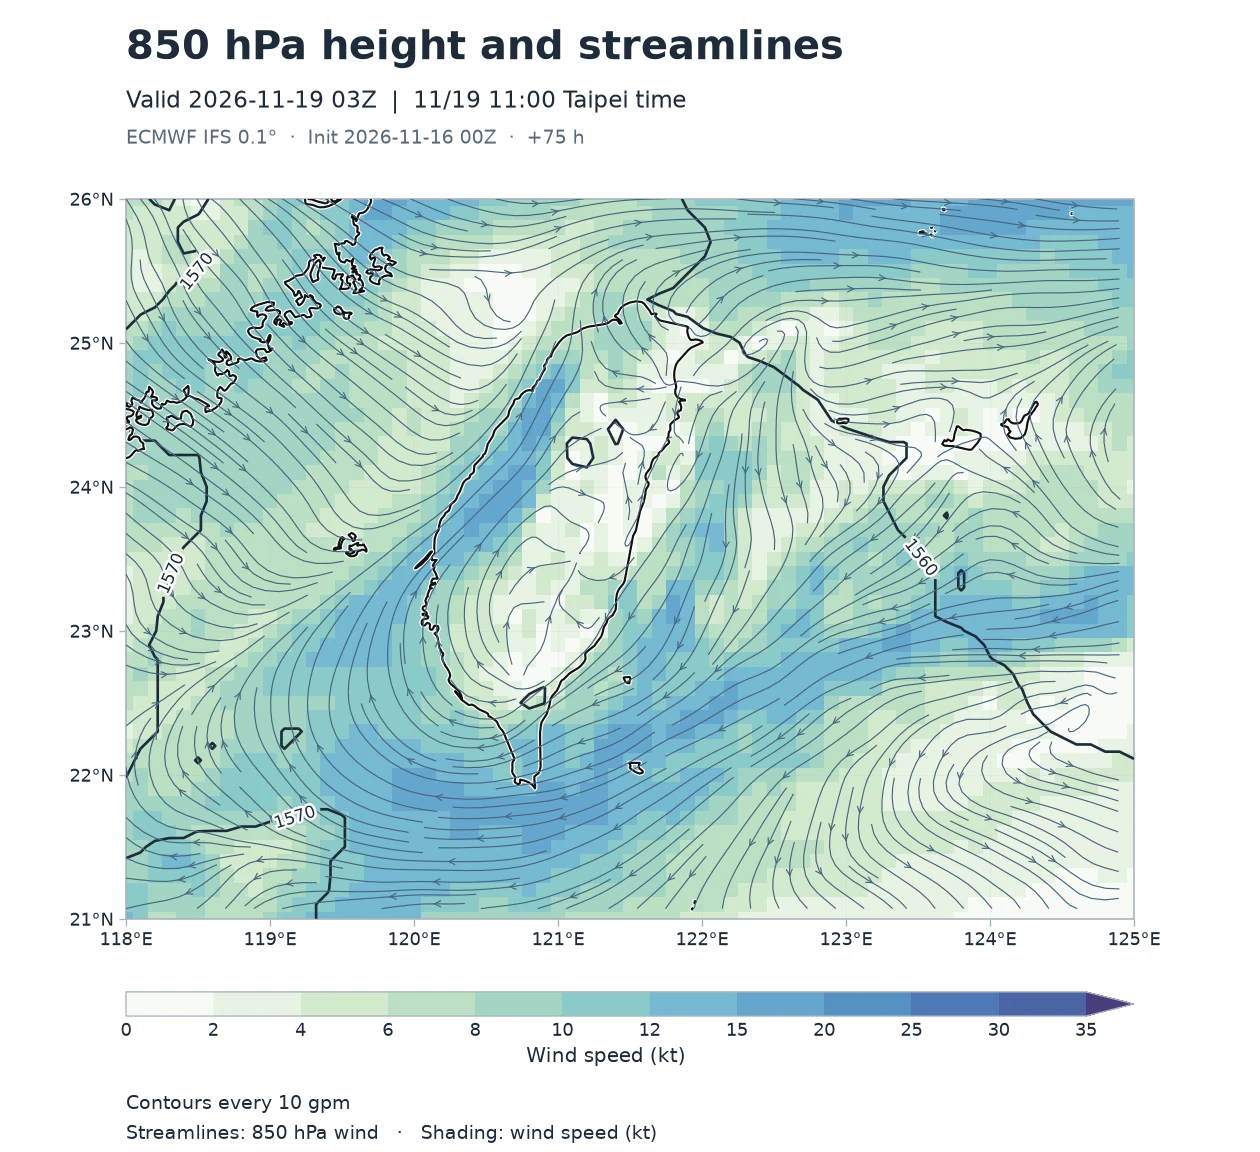 850 hPa height and streamlines
Valid 2026-11-19 03Z | 11/19 11:00 Taipei time
ECMWF IFS 0.1° · Init 2026-11-16 00Z · +75 h
26°N
25°N
24°N
23°N
22°N
21°N
1570
1570
1560
1570
118°E 119°E 120°E 121°E 122°E 123°E 124°E 125°E
0 2 4 6 8 10 12 15 20 25 30 35
Wind speed (kt)
Contours every 10 gpm
Streamlines: 850 hPa wind · Shading: wind speed (kt)